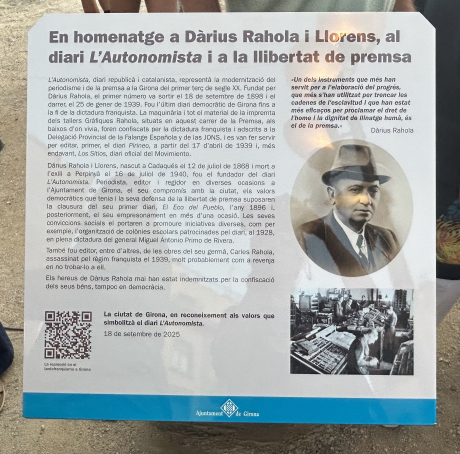 En homenatge a Dàrius Rahola i Llorens, al
diari L'Autonomista i a la llibertat de premsa
L'Autonomista, diari republicà i catalanista, representà la modernització del
periodisme i de la premsa a la Girona del primer terç de segle XX. Fundat per
Dàrius Rahola, el primer número va sortir el 18 de setembre de 1898 i el
darrer, el 25 de gener de 1939. Fou l'últim diari democràtic de Girona fins a
la fi de la dictadura franquista. La maquinària i tot el material de la impremta
dels tallers Gràfiques Rahola, situats en aquest carrer de la Premsa, als
baixos d'on vivia, foren confiscats per la dictadura franquista i adscrits a la
Delegació Provincial de la Falange Española y de las JONS, i es van fer servir
per editar, primer, el diari Pirineo, a partir del 17 d'abril de 1939 i, més
endavant, Los Sitios, diari oficial del Movimiento.
Dàrius Rahola i Llorens, nascut a Cadaqués el 12 de juliol de 1868 i mort a
l'exili a Perpinyà el 16 de juliol de 1940, fou el fundador del diari
L'Autonomista. Periodista, editor i regidor en diverses ocasions a
l'Ajuntament de Girona, el seu compromís amb la ciutat, els valors
democràtics que tenia i la seva defensa de la llibertat de premsa suposaren
la clausura del seu primer diari, El Eco del Pueblo, l'any 1896 i,
posteriorment, el seu empresonament en més d'una ocasió. Les seves
conviccions socials el portaren a promoure iniciatives diverses, com per
exemple, l'organització de colònies escolars patrocinades pel diari, al 1928,
en plena dictadura del general Miguel Antonio Primo de Rivera.
També fou editor, entre d'altres, de les obres del seu germà, Carles Rahola,
assassinat pel règim franquista el 1939, molt probablement com a revenja
en no trobar-lo a ell.
Els hereus de Dàrius Rahola mai han estat indemnitzats per la confiscació
dels seus béns, tampoc en democràcia.
La ciutat de Girona, en reconeixement als valors que
simbolitzà el diari L'Autonomista.
18 de setembre de 2025
«Un dels instruments que més han
servit per a l'elaboració del progrés,
que més s'han utilitzat per trencar les
cadenes de l'esclavitud i que han estat
més eficaços per proclamar el dret de
l'home i la dignitat de llinatge humà, és
el de la premsa.»
Dàrius Rahola
Ajuntament de Girona